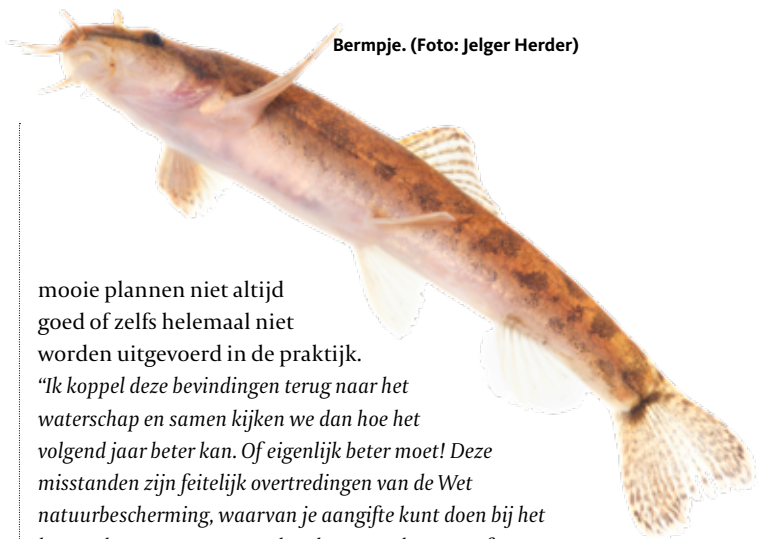 Bermpje. (Foto: Jelger Herder)
mooie plannen niet altijd
goed of zelfs helemaal niet
worden uitgevoerd in de praktijk.
“Ik koppel deze bevindingen terug naar het
waterschap en samen kijken we dan hoe het
volgend jaar beter kan. Of eigenlijk beter moet! Deze
misstanden zijn feitelijk overtredingen van de Wet
natuurbescherming, waarvan je aangifte kunt doen bij het